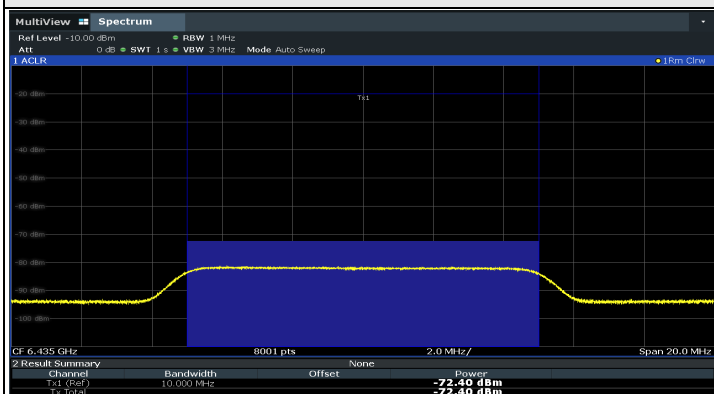 MultiView Spectrum
Ref Level -10.00 dBm RBW 1 MHz
Att 0 dB SWT 1 s VBW 3 MHz Mode Auto Sweep
1 ACLR 1Rm Clrw
Tx1
-20 dBm
-30 dBm
-40 dBm
-50 dBm
-60 dBm
-70 dBm
-80 dBm
-90 dBm
-100 dBm
CF 6.435 GHz 8001 pts 2.0 MHz/ Span 20.0 MHz
2 Result Summary None
Channel Bandwidth Offset Power
Tx1 (Ref) 10.000 MHz -72.40 dBm
Tx Total -72.40 dBm